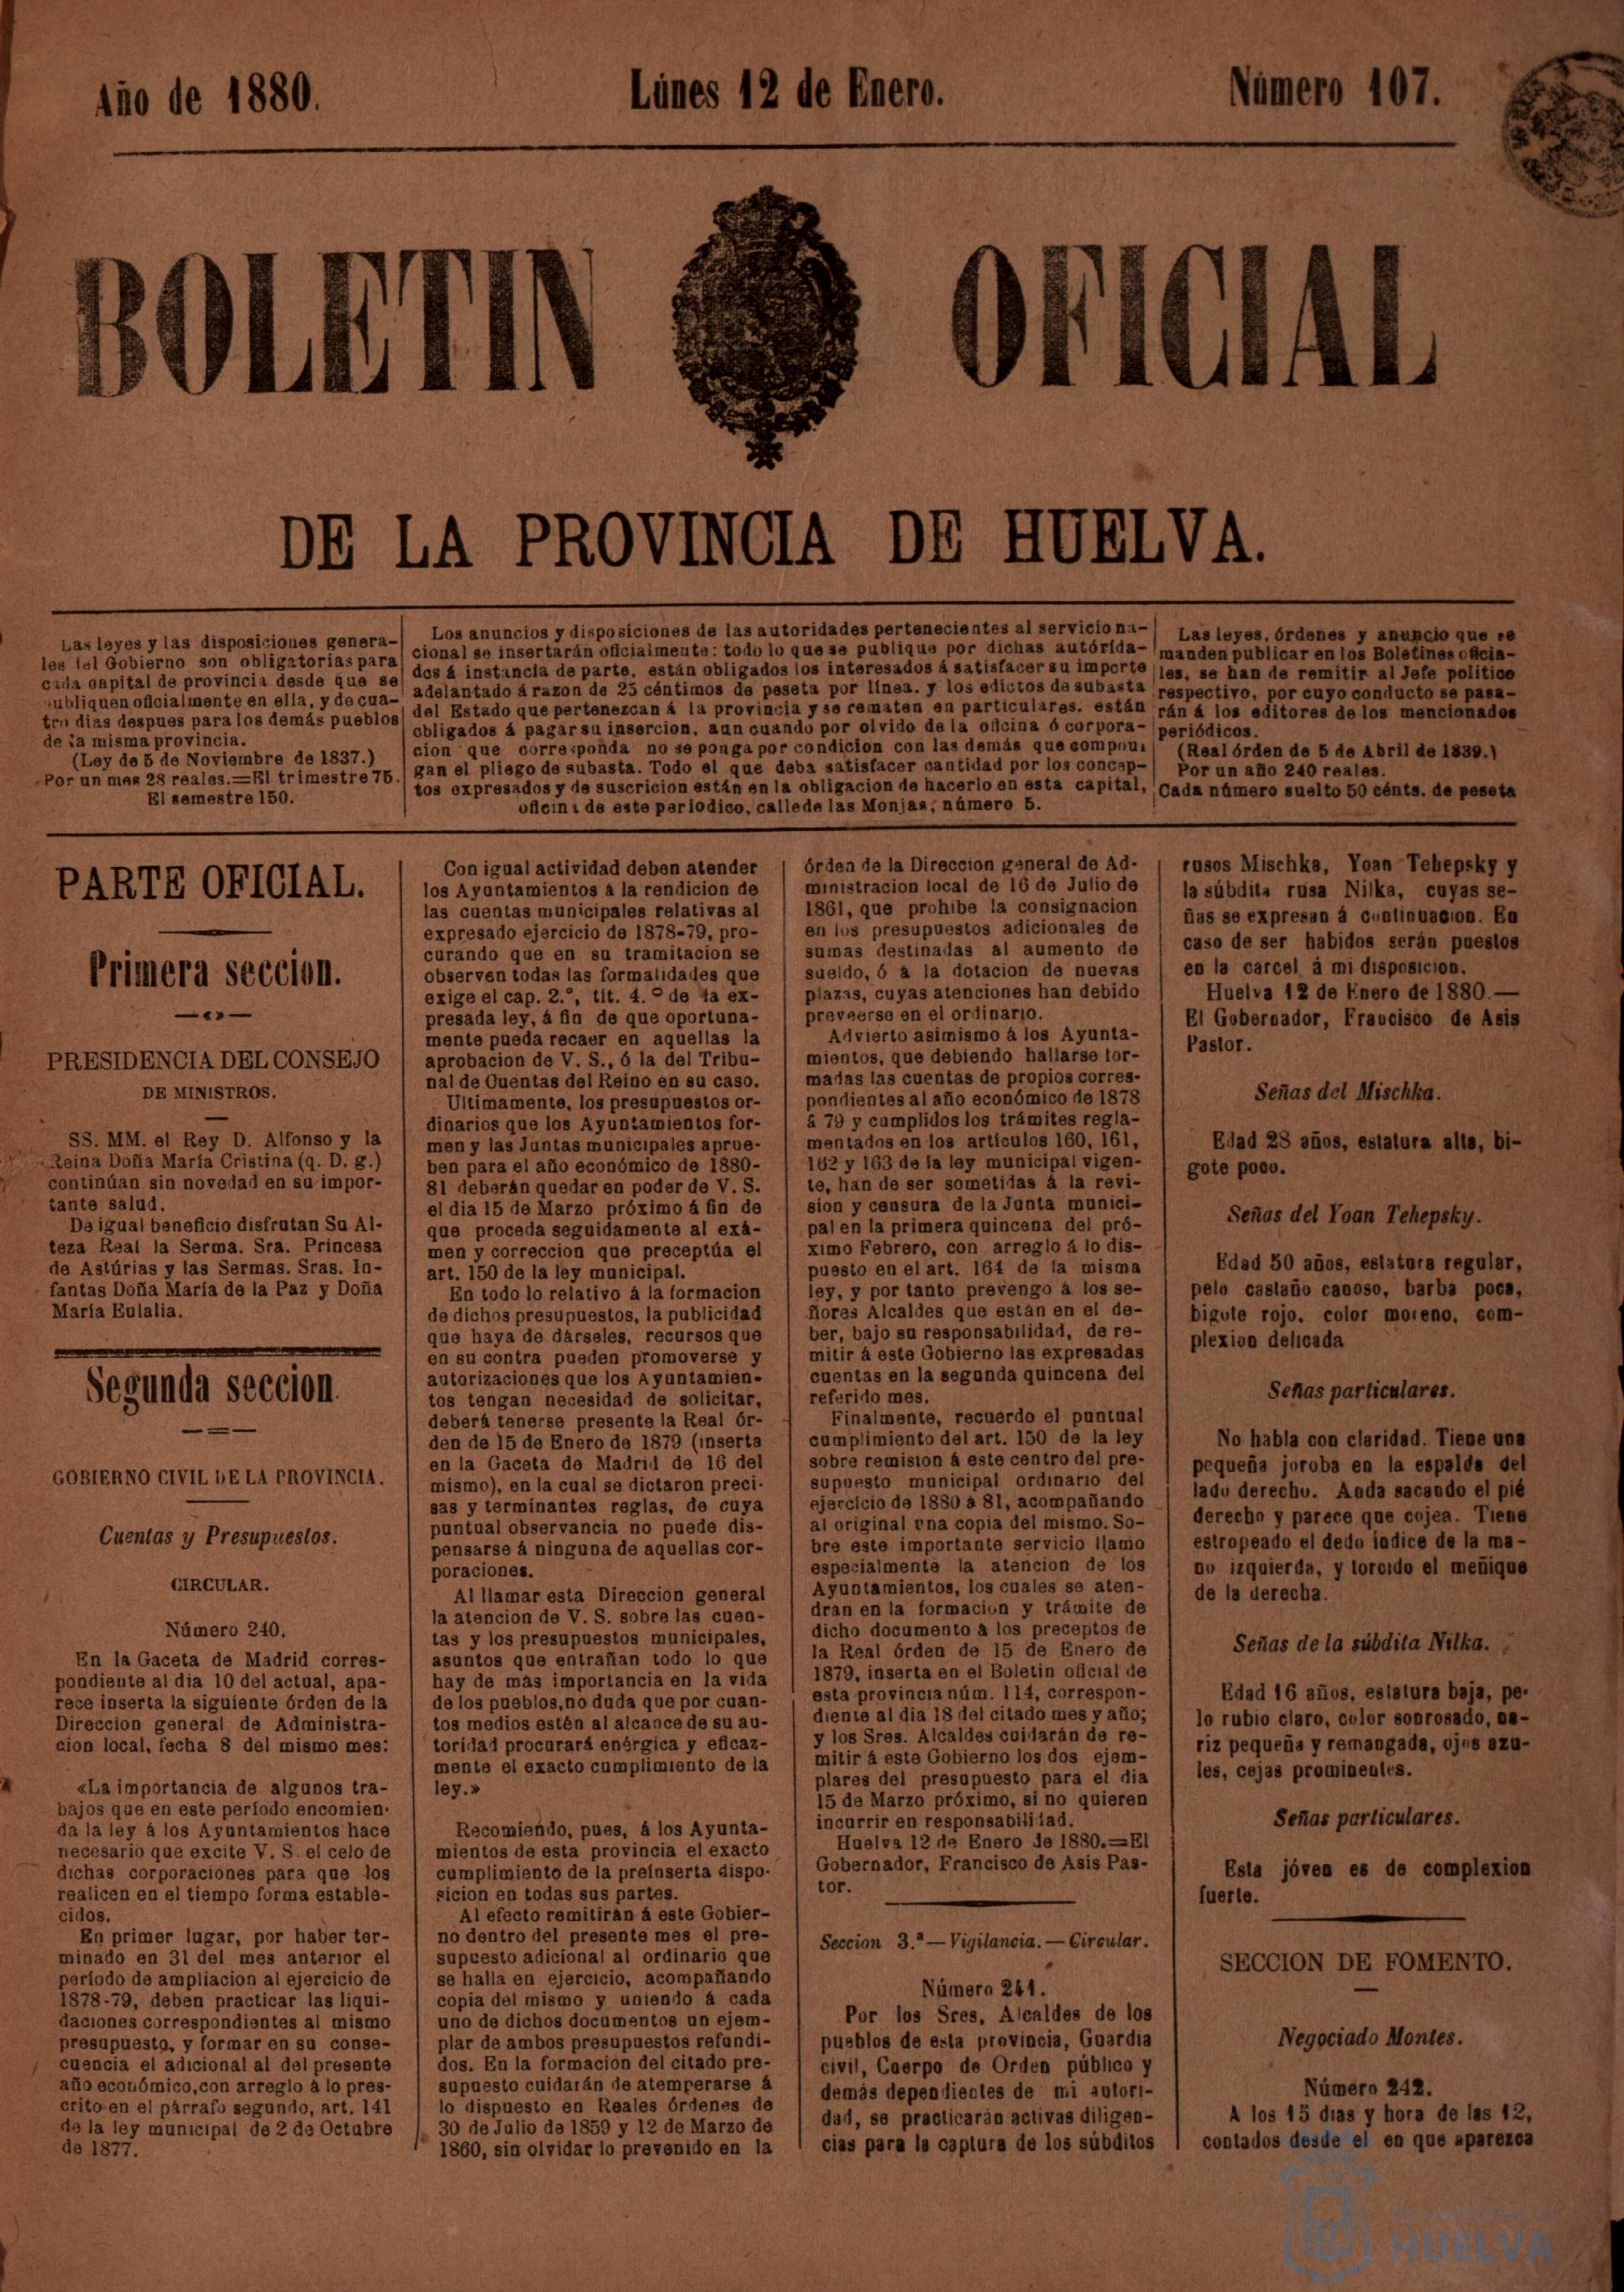 Año de 1880.
Lúnes 12 de Enero.
Número 107.
BOLETIN OFICIAL
DE LA PROVINCIA DE HUELVA.
Las leyes y las disposiciones genera-
les del Gobierno son obligatorias para
cada capital de provincia desde que se
publiquen oficialmente en ella, y de cua-
tro dias despues para los demás pueblos
de la misma provincia.
(Ley de 5 de Noviembre de 1837.)
Por un mes 28 reales.=El trimestre 75.
El semestre 150.
Los anuncios y disposiciones de las autoridades pertenecientes al servicio na-
cional se insertarán oficialmente: todo lo que se publique por dichas autórida-
des á instancia de parte, están obligados los interesados á satisfacer su importe
adelantado á razon de 25 céntimos de peseta por línea. y los edictos de subasta
del Estado que pertenezcan á la provincia y se rematen en particulares. están
obligados á pagar su insercion, aun cuando por olvido de la oficina ó corpora-
cion que corresponda no se ponga por condicion con las demás que compon
gan el pliego de subasta. Todo el que deba satisfacer cantidad por los concep-
tos expresados y de suscricion están en la obligacion de hacerlo en esta capital,
oficina de este periodico, calle de las Monjas, número 5.
Las leyes, órdenes y anuncio que se
manden publicar en los Boletines oficia-
les, se han de remitir al Jefe politico
respectivo, por cuyo conducto se pasa-
rán á los editores de los mencionados
periódicos.
(Real órden de 5 de Abril de 1839.)
Por un año 240 reales.
Cada número suelto 50 cénts. de peseta
PARTE OFICIAL.
Primera seccion.
PRESIDENCIA DEL CONSEJO
DE MINISTROS.
SS. MM. el Rey D. Alfonso y la
Reina Doña María Cristina (q. D. g.)
continúan sin novedad en su impor-
tante salud.
De igual beneficio disfrutan Su Al-
teza Real la Serma. Sra. Princesa
de Astúrias y las Sermas. Sras. In-
fantas Doña María de la Paz y Doña
María Eulalia.
Segunda seccion.
GOBIERNO CIVIL DE LA PROVINCIA.
Cuentas y Presupuestos.
CIRCULAR.
Número 240.
En la Gaceta de Madrid corres-
pondiente al dia 10 del actual, apa-
rece inserta la siguiente órden de la
Direccion general de Administra-
cion local, fecha 8 del mismo mes:
«La importancia de algunos tra-
bajos que en este período encomien-
da la ley á los Ayuntamientos hace
necesario que excite V. S. el celo de
dichas corporaciones para que los
realicen en el tiempo forma estable-
cidos.
En primer lugar, por haber ter-
minado en 31 del mes anterior el
período de ampliacion al ejercicio de
1878-79, deben practicar las liqui-
daciones correspondientes al mismo
presupuesto, y formar en su conse-
cuencia el adicional al del presente
año económico, con arreglo á lo pres-
crito en el párrafo segundo, art. 141
de la ley municipal de 2 de Octubre
de 1877.
Con igual actividad deben atender
los Ayuntamientos á la rendicion de
las cuentas municipales relativas al
expresado ejercicio de 1878-79, pro-
curando que en su tramitacion se
observen todas las formalidades que
exige el cap. 2.°, tit. 4.° de la ex-
presada ley, á fin de que oportuna-
mente pueda recaer en aquellas la
aprobacion de V. S., ó la del Tribu-
nal de Cuentas del Reino en su caso.
Ultimamente, los presupuestos or-
dinarios que los Ayuntamientos for-
men y las Juntas municipales aprue-
ben para el año económico de 1880-
81 deberán quedar en poder de V. S.
el dia 15 de Marzo próximo á fin de
que proceda seguidamente al exá-
men y correccion que preceptúa el
art. 150 de la ley municipal.
En todo lo relativo á la formacion
de dichos presupuestos, la publicidad
que haya de dárseles, recursos que
en su contra pueden promoverse y
autorizaciones que los Ayuntamien-
tos tengan necesidad de solicitar,
deberá tenerse presente la Real ór-
den de 15 de Enero de 1879 (inserta
en la Gaceta de Madrid de 16 del
mismo), en la cual se dictaron preci-
sas y terminantes reglas, de cuya
puntual observancia no puede dis-
pensarse á ninguna de aquellas cor-
poraciones.
Al llamar esta Direccion general
la atencion de V. S. sobre las cuen-
tas y los presupuestos municipales,
asuntos que entrañan todo lo que
hay de mas importancia en la vida
de los pueblos, no duda que por cuan-
tos medios estén al alcance de su au-
toridad procurará enérgica y eficaz-
mente el exacto cumplimiento de la
ley.»
Recomiendo, pues, á los Ayunta-
mientos de esta provincia el exacto
cumplimiento de la preinserta dispo-
sicion en todas sus partes.
Al efecto remitirán á este Gobier-
no dentro del presente mes el pre-
supuesto adicional al ordinario que
se halla en ejercicio, acompañando
copia del mismo y uniendo á cada
uno de dichos documentos un ejem-
plar de ambos presupuestos refundi-
dos. En la formacion del citado pre-
supuesto cuidarán de atemperarse á
lo dispuesto en Reales órdenes de
30 de Julio de 1859 y 12 de Marzo de
1860, sin olvidar lo prevenido en la
órden de la Direccion general de Ad-
ministracion local de 16 de Julio de
1861, que prohibe la consignacion
en los presupuestos adicionales de
sumas destinadas al aumento de
sueldo, ó á la dotacion de nuevas
plazas, cuyas atenciones han debido
preveerse en el ordinario.
Advierto asimismo á los Ayunta-
mientos, que debiendo hallarse for-
madas las cuentas de propios corres-
pondientes al año económico de 1878
á 79 y cumplidos los trámites regla-
mentados en los artículos 160, 161,
162 y 163 de la ley municipal vigen-
te, han de ser sometidas á la revi-
sion y censura de la Junta munici-
pal en la primera quincena del pró-
ximo Febrero, con arreglo á lo dis-
puesto en el art. 164 de la misma
ley, y por tanto prevengo á los se-
ñores Alcaldes que están en el de-
ber, bajo su responsabilidad, de re-
mitir á este Gobierno las expresadas
cuentas en la segunda quincena del
referido mes.
Finalmente, recuerdo el puntual
cumplimiento del art. 150 de la ley
sobre remision á este centro del pre-
supuesto municipal ordinario del
ejercicio de 1880 á 81, acompañando
al original una copia del mismo. So-
bre este importante servicio llamo
especialmente la atencion de los
Ayuntamientos, los cuales se aten-
dran en la formacion y trámite de
dicho documento á los preceptos de
la Real órden de 15 de Enero de
1879, inserta en el Boletin oficial de
esta provincia núm. 114, correspon-
diente al dia 18 del citado mes y año;
y los Sres. Alcaldes cuidarán de re-
mitir á este Gobierno los dos ejem-
plares del presupuesto para el dia
15 de Marzo próximo, si no quieren
incurrir en responsabilidad.
Huelva 12 de Enero de 1880.=El
Gobernador, Francisco de Asis Pas-
tor.
Seccion 3.ª—Vigilancia.—Circular.
Número 241.
Por los Sres, Alcaldes de los
pueblos de esta provincia, Guardia
civil, Cuerpo de Orden público y
demás dependientes de mi autori-
dad, se practicarán activas diligen-
cias para la captura de los súbditos
rusos Mischka, Yoan Tehepsky y
la súbdita rusa Nilka, cuyas se-
ñas se expresan á continuacion. En
caso de ser habidos serán puestos
en la carcel á mi disposicion.
Huelva 12 de Enero de 1880.—
El Gobernador, Francisco de Asis
Pastor.
Señas del Mischka.
Edad 28 años, estatura alta, bi-
gote poco.
Señas del Yoan Tehepsky.
Edad 50 años, estatura regular,
pelo castaño canoso, barba poca,
bigote rojo, color moreno, com-
plexion delicada
Señas particulares.
No habla con claridad. Tiene una
pequeña joroba en la espalda del
lado derecho. Anda sacando el pié
derecho y parece que cojea. Tiene
estropeado el dedo índice de la ma-
no izquierda, y torcido el meñique
de la derecha.
Señas de la súbdita Nilka.
Edad 16 años, estatura baja, pe-
lo rubio claro, color sonrosado, na-
riz pequeña y remangada, ojos azu-
les, cejas prominentes.
Señas particulares.
Esta jóven es de complexion
fuerte.
SECCION DE FOMENTO.
Negociado Montes.
Número 242.
A los 15 dias y hora de las 12,
contados desde el en que aparezca
HUELVA